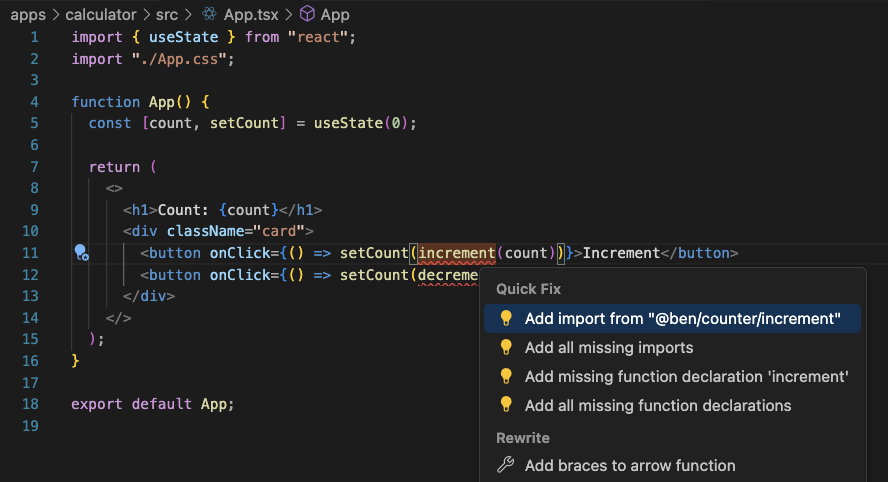 apps > calculator > src > App.tsx > App
1 import { useState } from "react";
2 import "./App.css";
3
4 function App() {
5 const [count, setCount] = useState(0);
6
7 return (
8 <>
9 <h1>Count: {count}</h1>
10 <div className="card">
11 <button onClick={() => setCount(increment(count))}>Increment</button>
12 <button onClick={() => setCount(decreme
13 </div>
14 </>
15 );
16 }
17
18 export default App;
19
Quick Fix
Add import from "@ben/counter/increment"
Add all missing imports
Add missing function declaration 'increment'
Add all missing function declarations
Rewrite
Add braces to arrow function